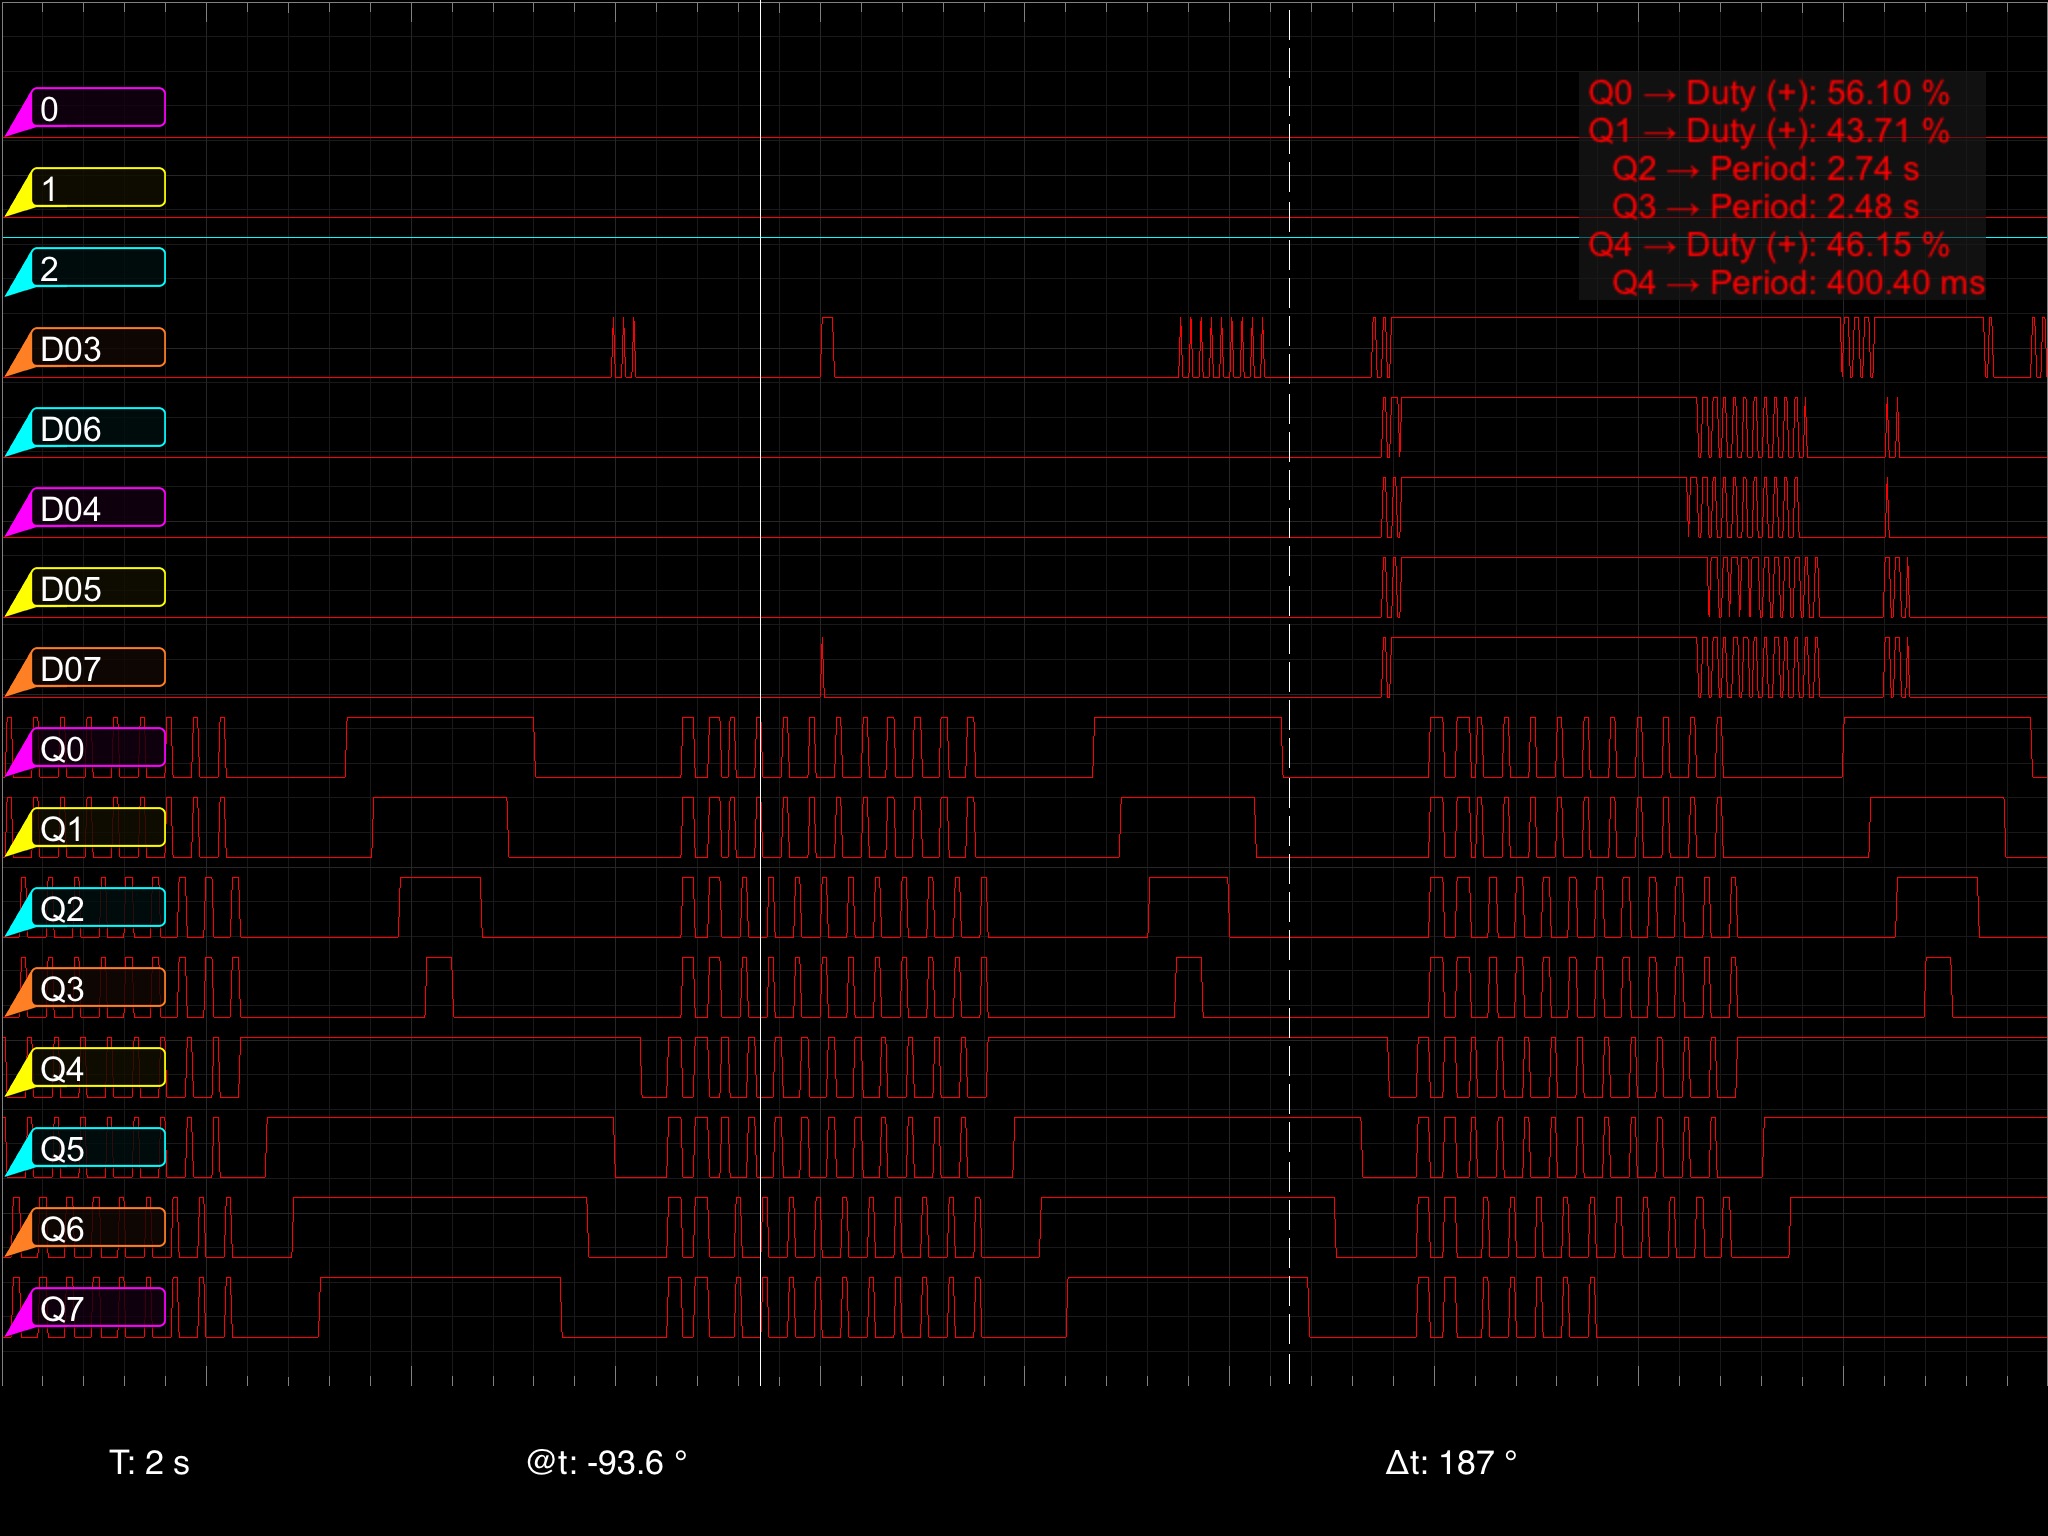 0
1
2
D03
D06
D04
D05
D07
Q0
Q1
Q2
Q3
Q4
Q5
Q6
Q7
Q0 → Duty (+): 56.10 %
Q1 → Duty (+): 43.71 %
Q2 → Period: 2.74 s
Q3 → Period: 2.48 s
Q4 → Duty (+): 46.15 %
Q4 → Period: 400.40 ms
T: 2 s
@t: -93.6 °
Δt: 187 °